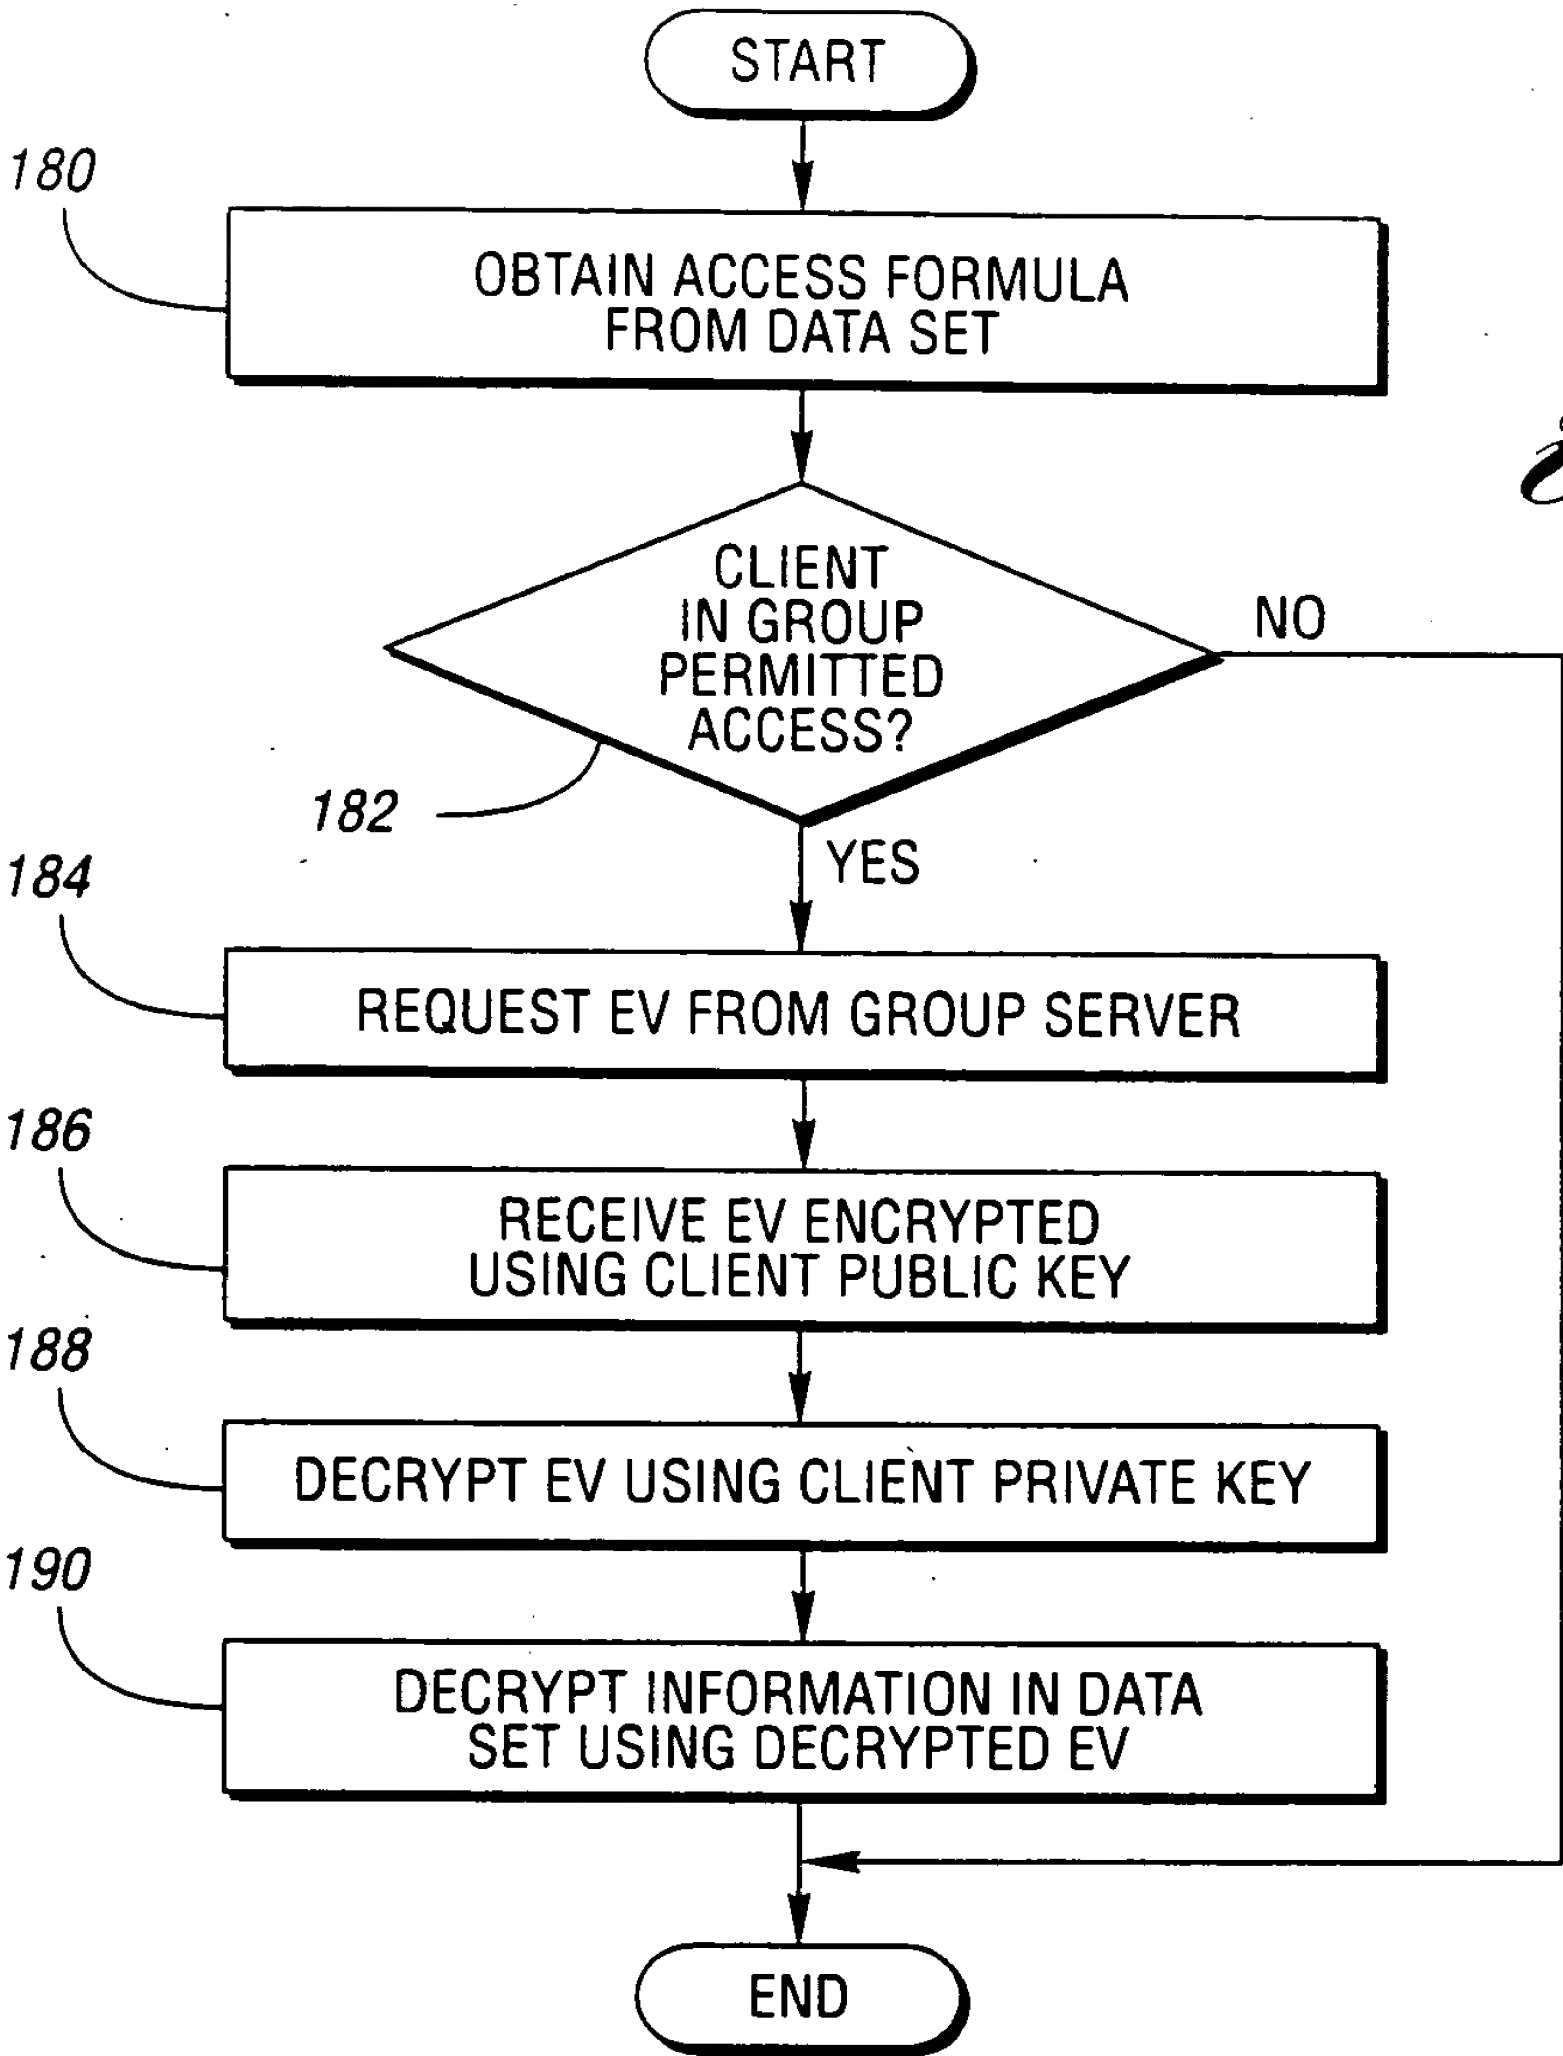 START
180
OBTAIN ACCESS FORMULA
FROM DATA SET
CLIENT
IN GROUP
PERMITTED
ACCESS?
NO
182
YES
184
REQUEST EV FROM GROUP SERVER
186
RECEIVE EV ENCRYPTED
USING CLIENT PUBLIC KEY
188
DECRYPT EV USING CLIENT PRIVATE KEY
190
DECRYPT INFORMATION IN DATA
SET USING DECRYPTED EV
END